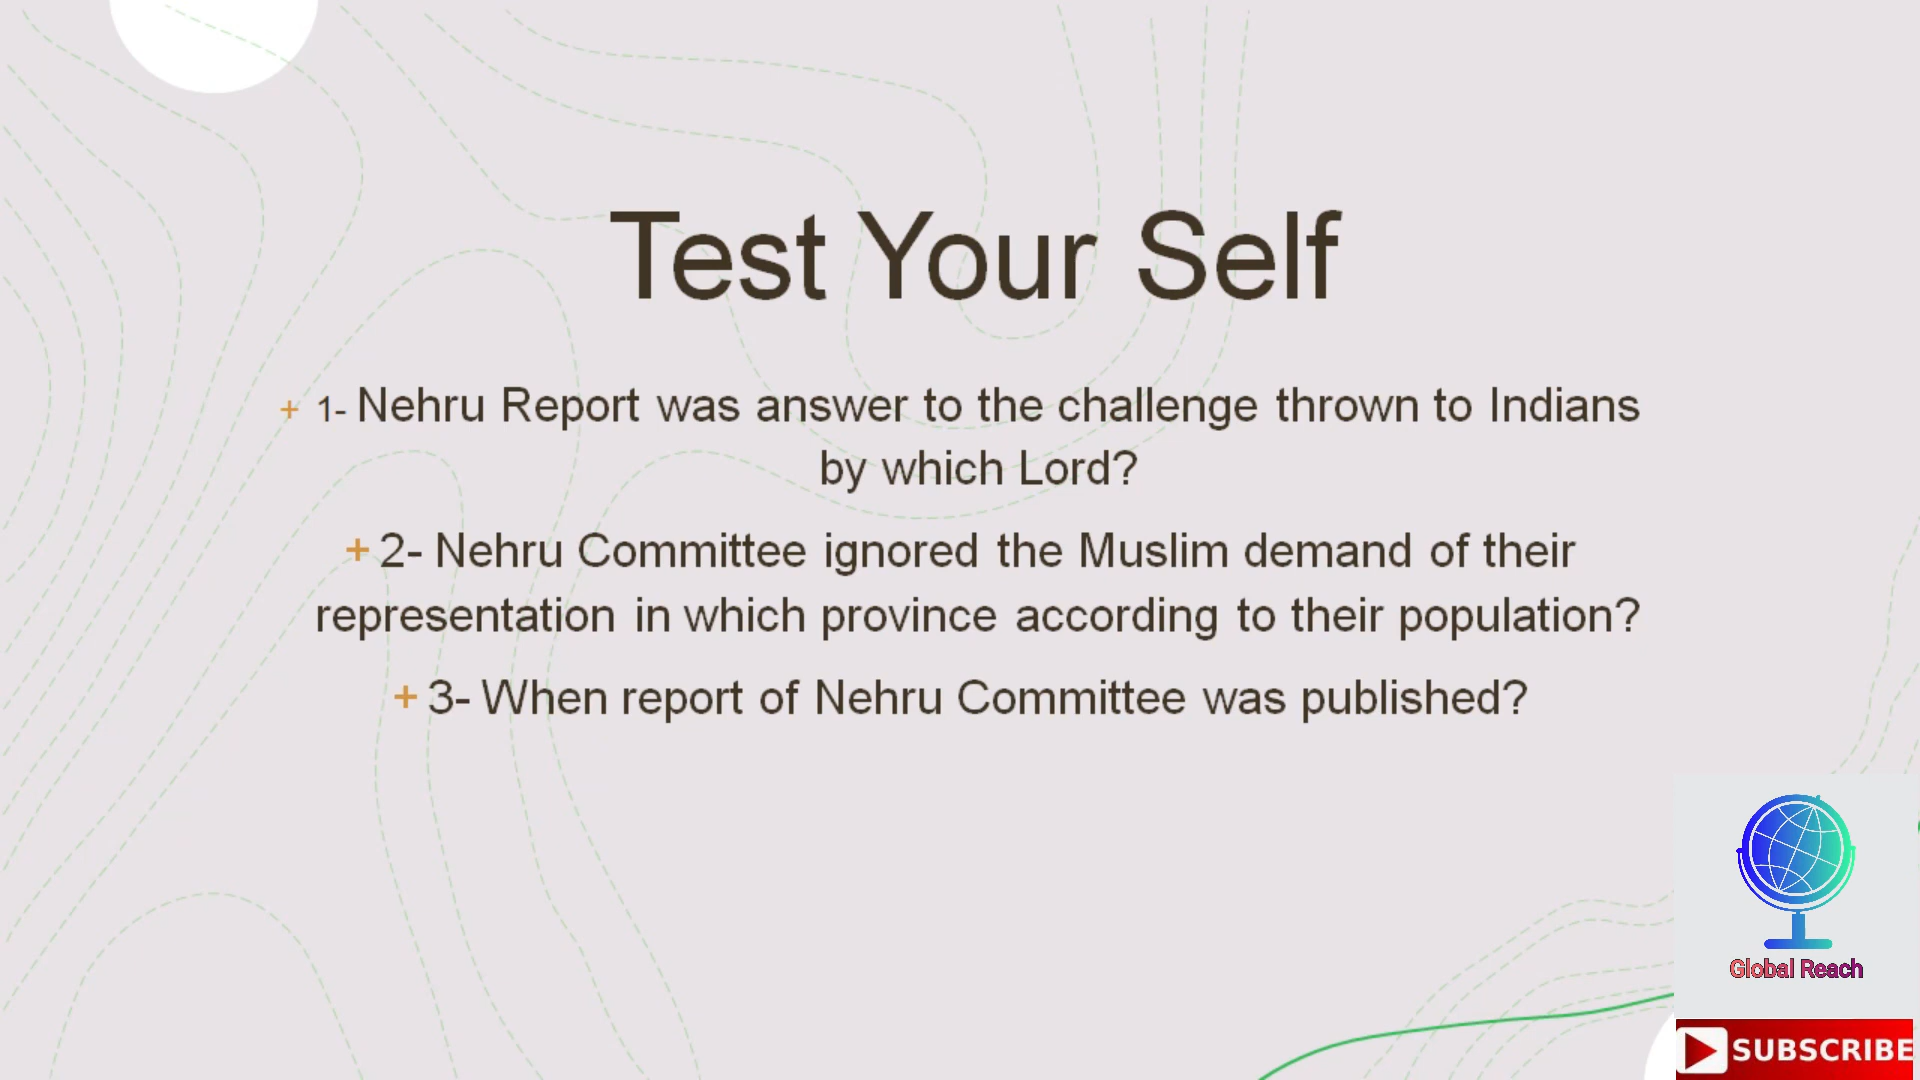 Test Your Self
+ 1- Nehru Report was answer to the challenge thrown to Indians
by which Lord?
+ 2- Nehru Committee ignored the Muslim demand of their
representation in which province according to their population?
+ 3- When report of Nehru Committee was published?
Global Reach
SUBSCRIBE